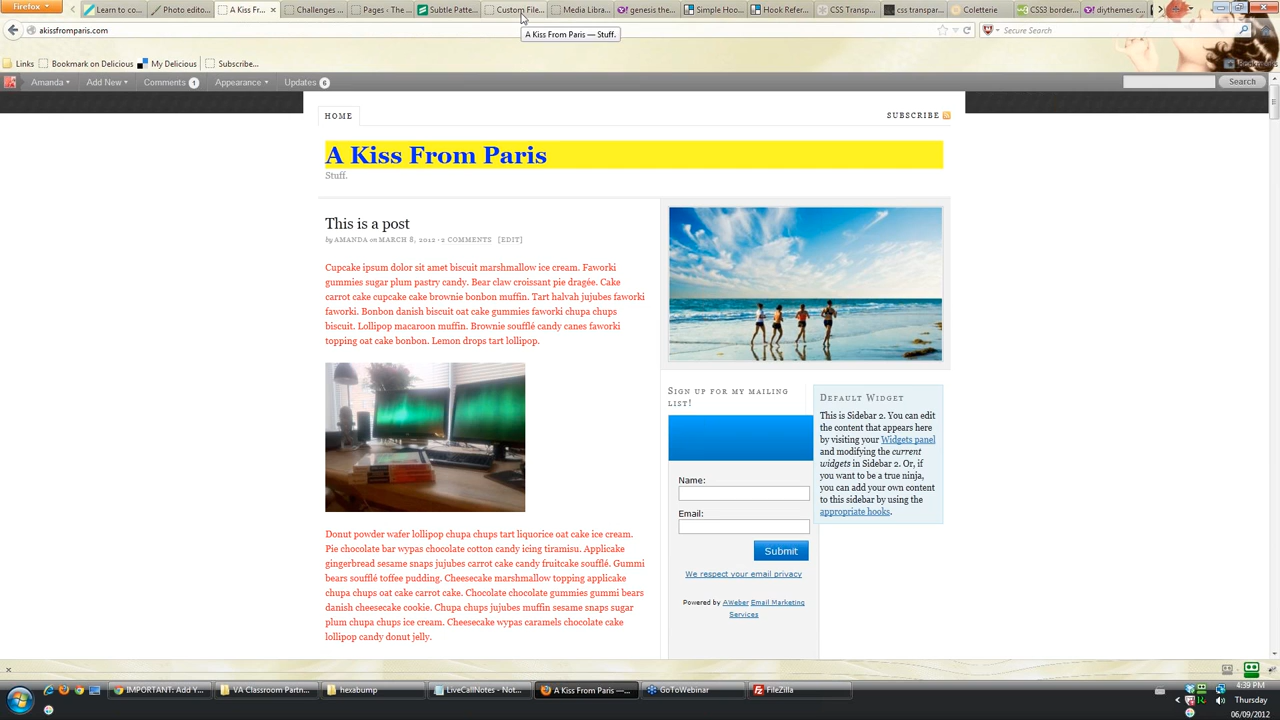 Firefox
Learn to co...
Photo editor...
A Kiss Fr...
Challenges ...
Pages ‹ The ...
Subtle Patte...
Custom File...
Media Libra...
genesis the...
Simple Hoo...
Hook Refer...
CSS Transp...
css transpar...
Coletterie
CSS3 border...
diythemes c...
akissfromparis.com
A Kiss From Paris — Stuff.
Secure Search
Links
Bookmark on Delicious
My Delicious
Subscribe...
Amanda
Add New
Comments 1
Appearance
Updates 6
Search
HOME
SUBSCRIBE
A Kiss From Paris
Stuff.
This is a post
by AMANDA on MARCH 8, 2012 · 2 COMMENTS [EDIT]
Cupcake ipsum dolor sit amet biscuit marshmallow ice cream. Faworki
gummies sugar plum pastry candy. Bear claw croissant pie dragée. Cake
carrot cake cupcake cake brownie bonbon muffin. Tart halvah jujubes faworki
faworki. Bonbon danish biscuit oat cake gummies faworki chupa chups
biscuit. Lollipop macaroon muffin. Brownie soufflé candy canes faworki
topping oat cake bonbon. Lemon drops tart lollipop.
Donut powder wafer lollipop chupa chups tart liquorice oat cake ice cream.
Pie chocolate bar wypas chocolate cotton candy icing tiramisu. Applicake
gingerbread sesame snaps jujubes carrot cake candy fruitcake soufflé. Gummi
bears soufflé toffee pudding. Cheesecake marshmallow topping applicake
chupa chups oat cake carrot cake. Chocolate chocolate gummies gummi bears
danish cheesecake cookie. Chupa chups jujubes muffin sesame snaps sugar
plum chupa chups ice cream. Cheesecake wypas caramels chocolate cake
lollipop candy donut jelly.
Sign up for my mailing
list!
Name:
Email:
Submit
We respect your email privacy
Powered by AWeber Email Marketing
Services
Default Widget
This is Sidebar 2. You can edit
the content that appears here
by visiting your Widgets panel
and modifying the current
widgets in Sidebar 2. Or, if
you want to be a true ninja,
you can add your own content
to this sidebar by using the
appropriate hooks.
IMPORTANT: Add Y...
VA Classroom Partn...
hexabump
LiveCallNotes - Not...
A Kiss From Paris —...
GoToWebinar
FileZilla
4:39 PM
Thursday
06/09/2012